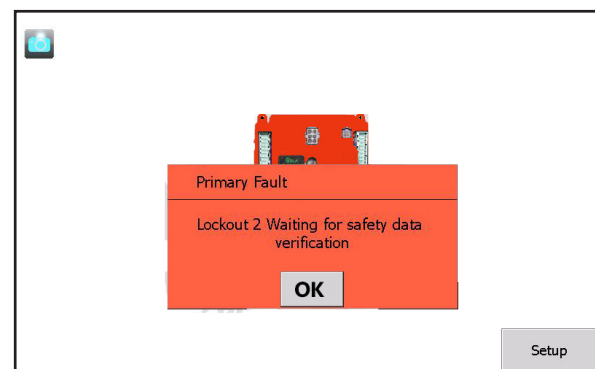 Primary Fault
Lockout 2 Waiting for safety data
verification
OK
Setup